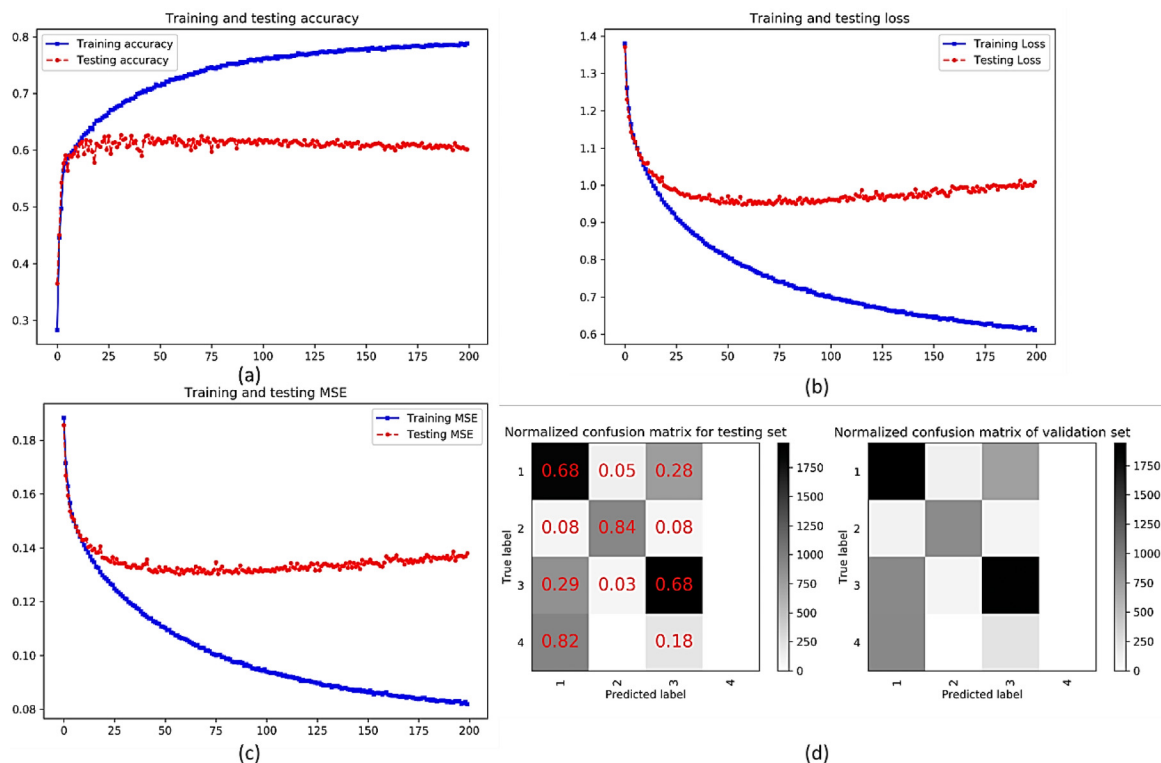 Training and testing accuracy
Training accuracy
Testing accuracy
0.8
0.7
0.6
0.5
0.4
0.3
0 25 50 75 100 125 150 175 200
(a)
Training and testing loss
Training Loss
Testing Loss
1.4
1.3
1.2
1.1
1.0
0.9
0.8
0.7
0.6
0 25 50 75 100 125 150 175 200
(b)
Training and testing MSE
Training MSE
Testing MSE
0.18
0.16
0.14
0.12
0.10
0.08
0 25 50 75 100 125 150 175 200
(c)
Normalized confusion matrix for testing set
True label
1 0.68 0.05 0.28
2 0.08 0.84 0.08
3 0.29 0.03 0.68
4 0.82 0.18
1 2 3 4
Predicted label
1750
1500
1250
1000
750
500
250
0
Normalized confusion matrix of validation set
True label
1
2
3
4
1 2 3 4
Predicted label
1750
1500
1250
1000
750
500
250
0
(d)